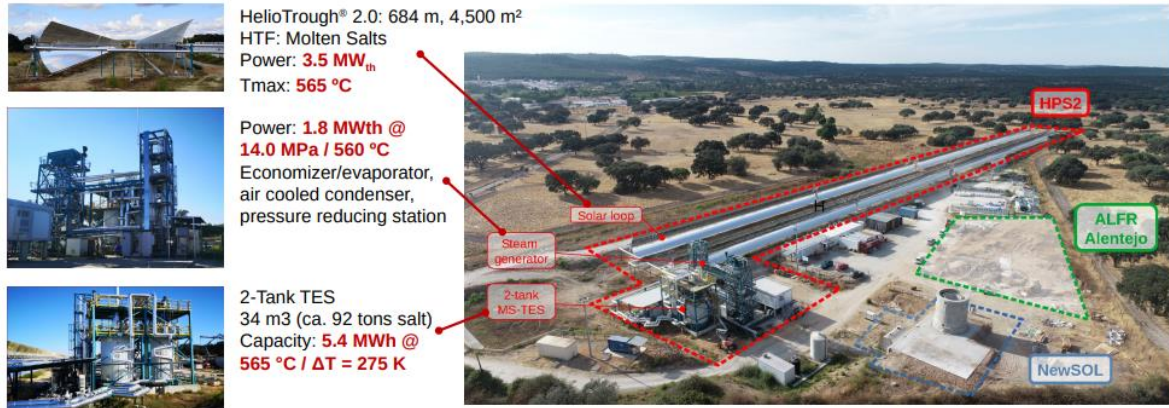 HelioTrough® 2.0: 684 m, 4,500 m²
HTF: Molten Salts
Power: 3.5 MWth
Tmax: 565 ºC
Power: 1.8 MWth @
14.0 MPa / 560 ºC
Economizer/evaporator,
air cooled condenser,
pressure reducing station
2-Tank TES
34 m3 (ca. 92 tons salt)
Capacity: 5.4 MWh @
565 ºC / ΔT = 275 K
HPS2
Solar loop
ALFR
Alentejo
Steam
generator
2-tank
MS-TES
NewSOL